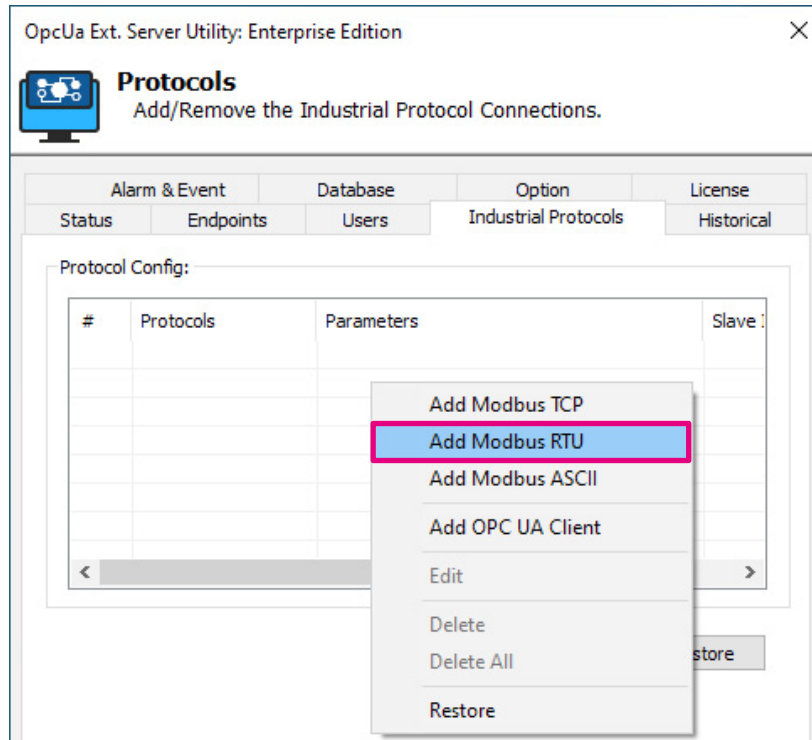 OpcUa Ext. Server Utility: Enterprise Edition
Protocols
Add/Remove the Industrial Protocol Connections.
Alarm & Event Database Option License
Status Endpoints Users Industrial Protocols Historical
Protocol Config:
# Protocols Parameters Slave
Add Modbus TCP
Add Modbus RTU
Add Modbus ASCII
Add OPC UA Client
Edit
Delete
Delete All
store
Restore